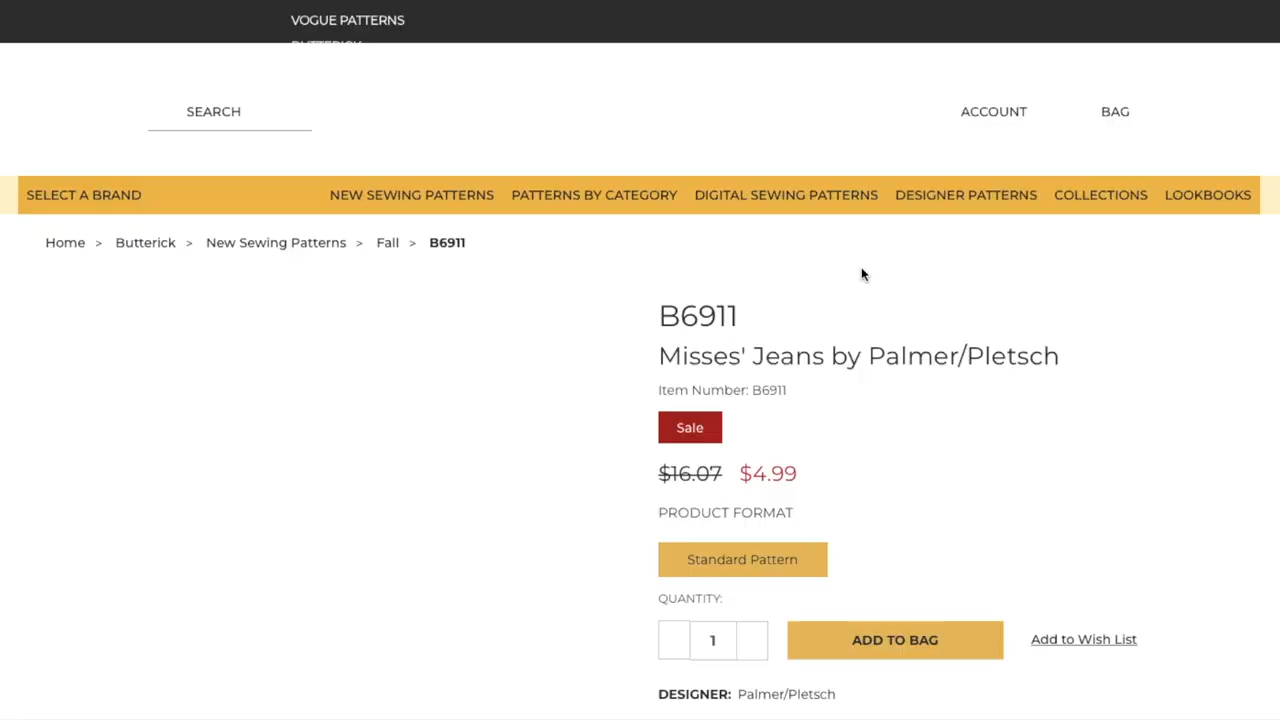 VOGUE PATTERNS
SEARCH
ACCOUNT
BAG
SELECT A BRAND
NEW SEWING PATTERNS
PATTERNS BY CATEGORY
DIGITAL SEWING PATTERNS
DESIGNER PATTERNS
COLLECTIONS
LOOKBOOKS
Home > Butterick > New Sewing Patterns > Fall > B6911
B6911
Misses' Jeans by Palmer/Pletsch
Item Number: B6911
Sale
$16.07 $4.99
PRODUCT FORMAT
Standard Pattern
QUANTITY:
1
ADD TO BAG
Add to Wish List
DESIGNER: Palmer/Pletsch